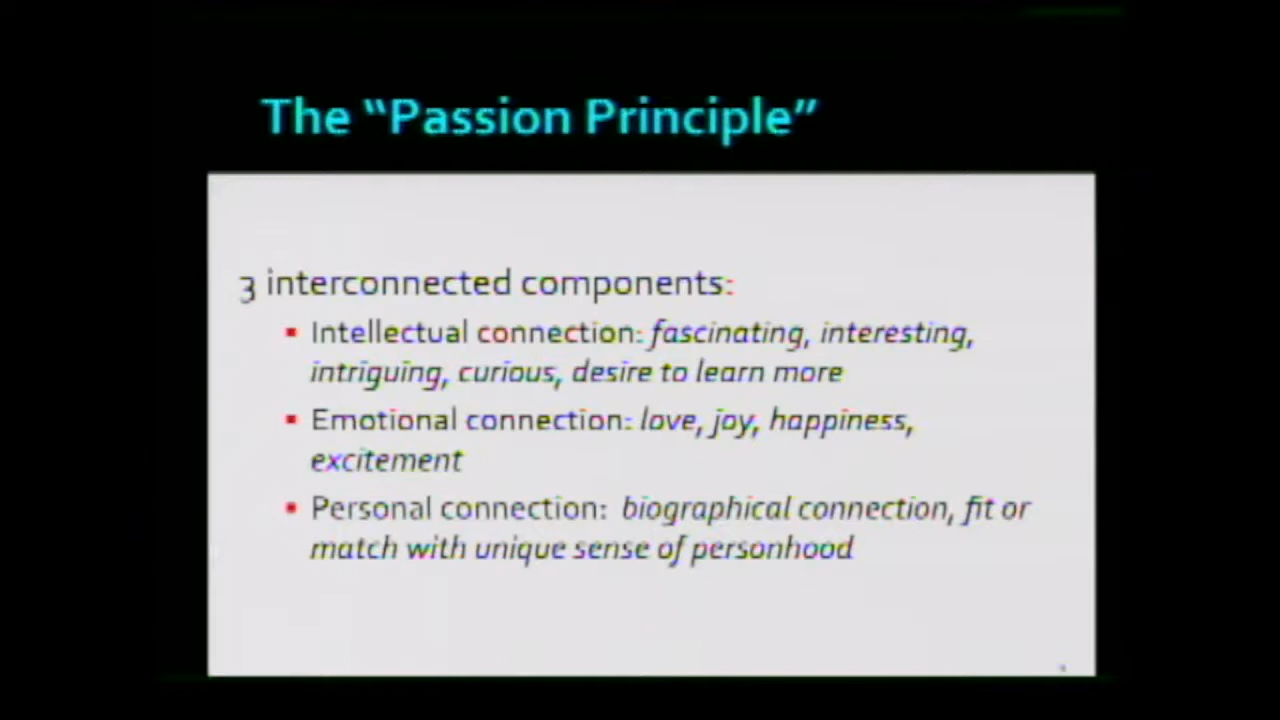 The “Passion Principle”
3 interconnected components:
▪ Intellectual connection: fascinating, interesting,
intriguing, curious, desire to learn more
▪ Emotional connection: love, joy, happiness,
excitement
▪ Personal connection: biographical connection, fit or
match with unique sense of personhood